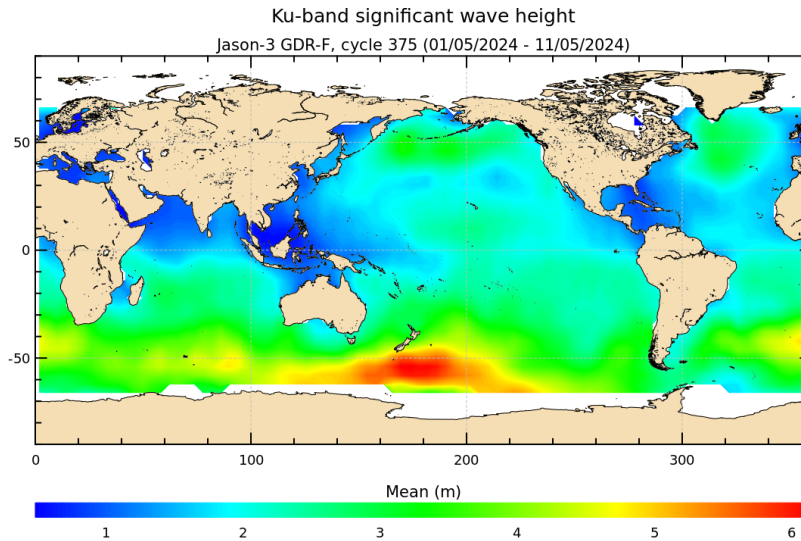 Ku-band significant wave height
Jason-3 GDR-F, cycle 375 (01/05/2024 - 11/05/2024)
50
0
-50
0 100 200 300
Mean (m)
1 2 3 4 5 6